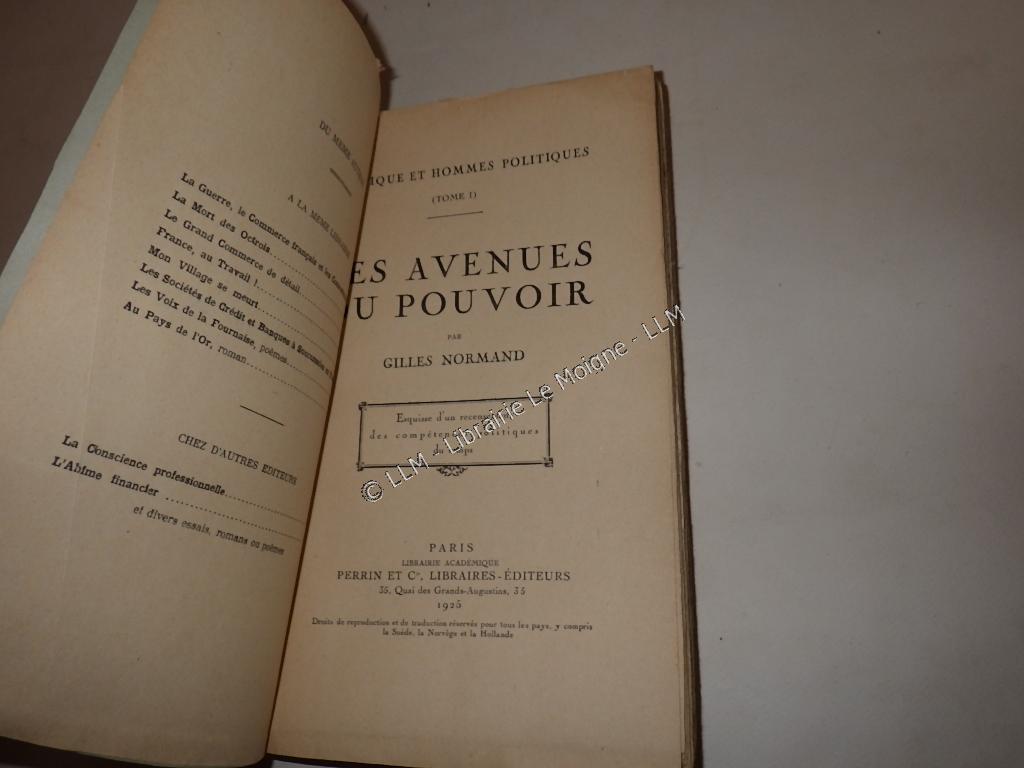 DU MEME
A LA MEME LIBRAIRIE
La Guerre, le Commerce français et les
La Mort des Octrois
Le Grand Commerce de détail
France, au Travail !
Mon Village se meurt
Les Sociétés de Crédit et Banques à
Les Voix de la Fournaise, poèmes
Au Pays de l'Or, roman
CHEZ D'AUTRES EDITEURS
La Conscience professionnelle
L'Abîme financier
et divers essais, romans ou poèmes
IQUE ET HOMMES POLITIQUES
(TOME I)
ES AVENUES
U POUVOIR
PAR
GILLES NORMAND
Esquisse d'un
des politiques
du
PARIS
LIBRAIRIE ACADÉMIQUE
PERRIN ET Cie, LIBRAIRES-ÉDITEURS
35, Quai des Grands-Augustins, 35
1925
Droits de reproduction et de traduction réservés pour tous les pays, y compris
la Suède, la Norvège et la Hollande
© LLM - Librairie Le Moigne - LLM